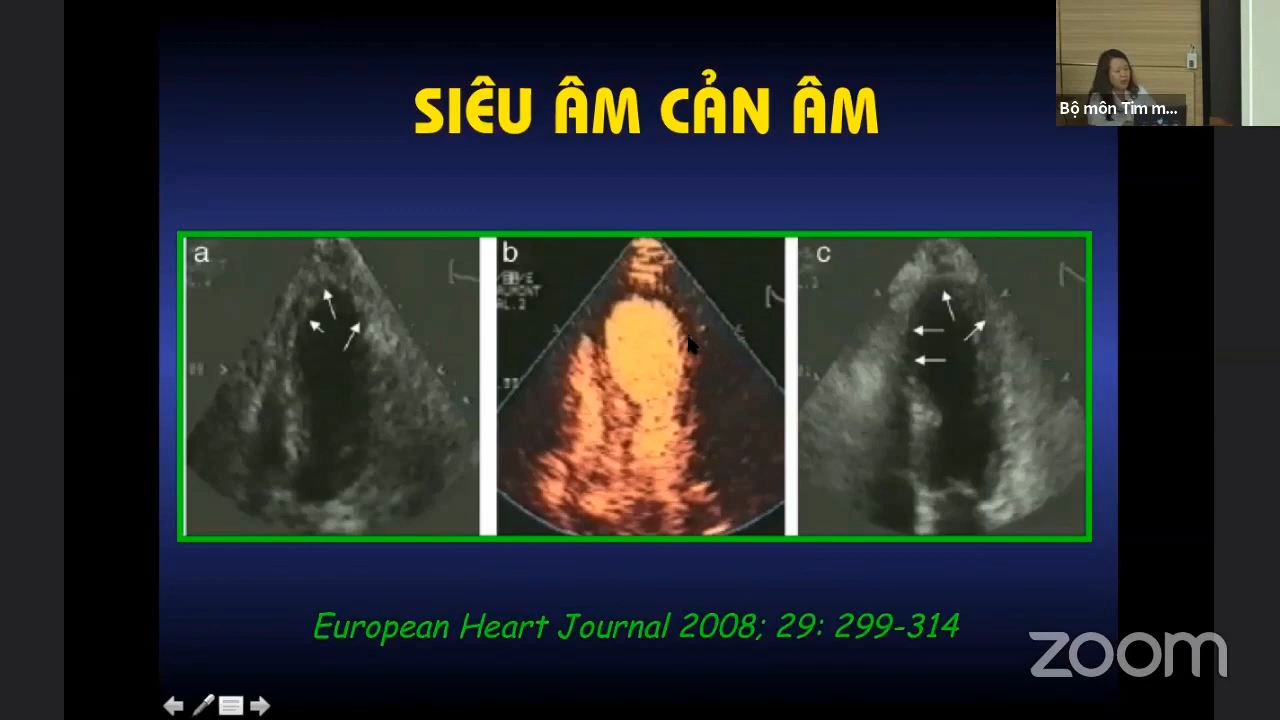 SIÊU ÂM CẢN ÂM
Bộ môn Tim m...
a
b
c
European Heart Journal 2008; 29: 299-314
zoom